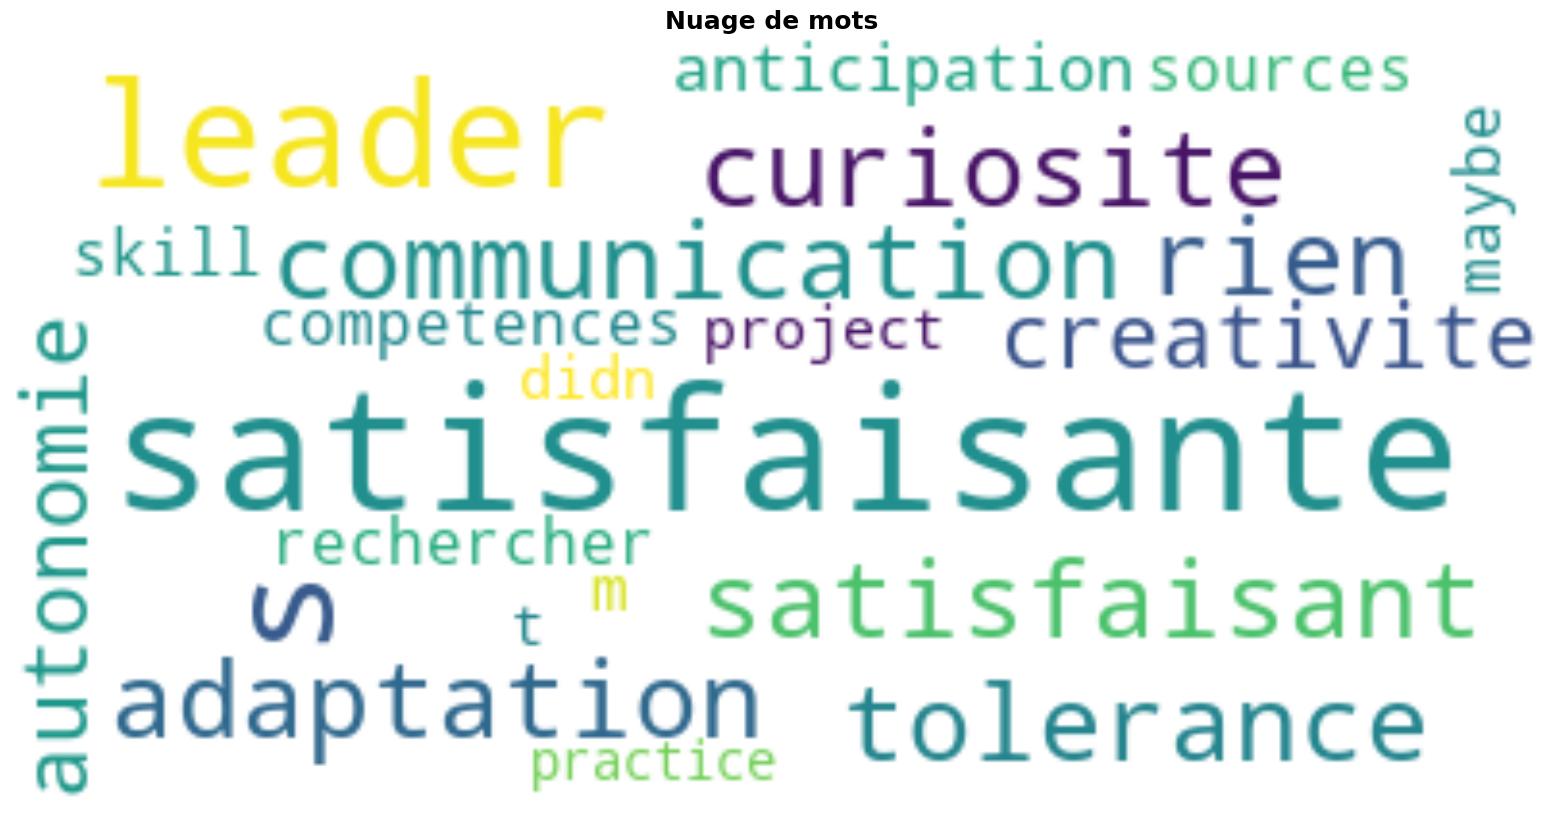 Nuage de mots
anticipation
sources
leader
curiosite
maybe
skill
communication
rien
competences
project
creativite
didn
autonomie
satisfaisante
rechercher
s
m
t
satisfaisant
adaptation
tolerance
practice